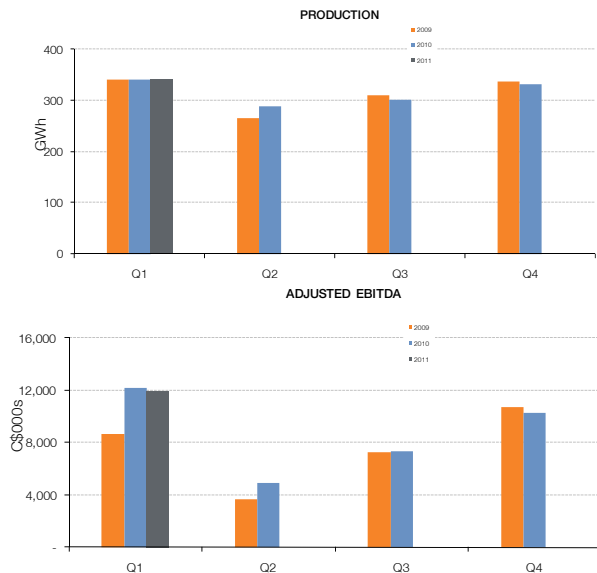 PRODUCTION
2009
2010
2011
400
300
200
100
0
GWh
Q1 Q2 Q3 Q4
ADJUSTED EBITDA
2009
2010
2011
16,000
12,000
8,000
4,000
-
C$000s
Q1 Q2 Q3 Q4